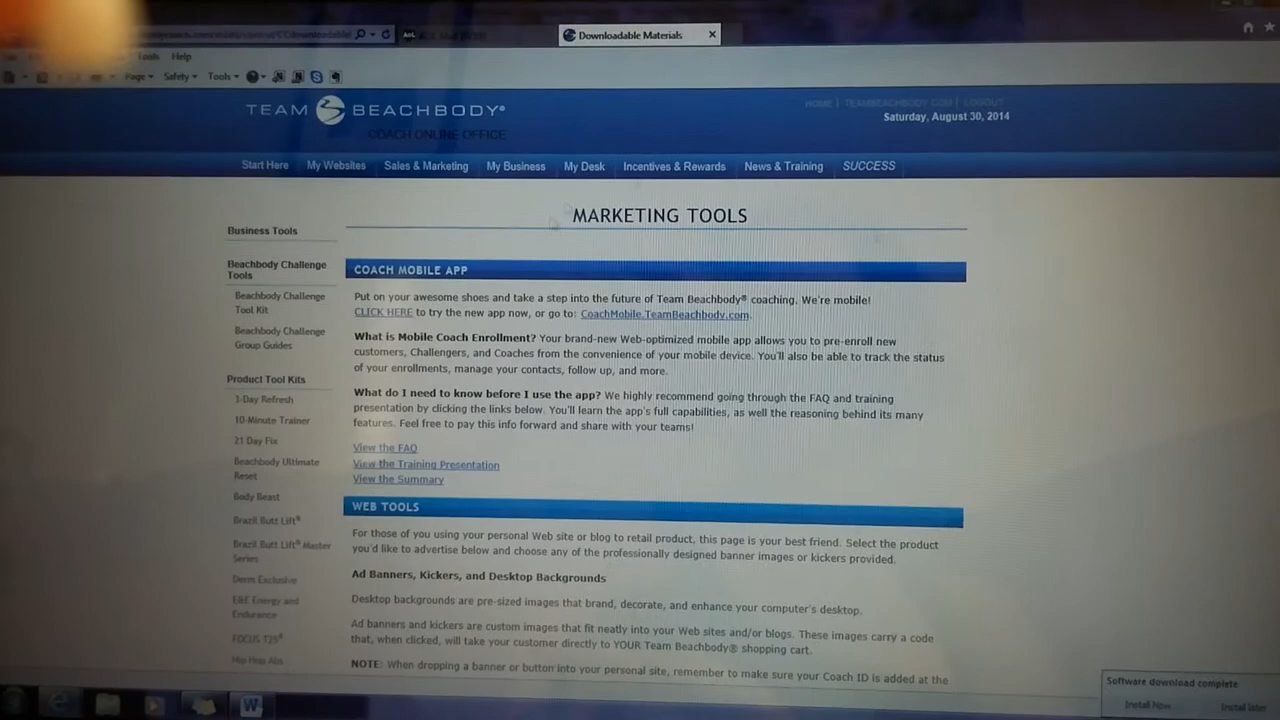 Downloadable Materials
Tools Help
Page Safety Tools
TEAM BEACHBODY®
COACH ONLINE OFFICE
HOME | TEAMBEACHBODY.COM | LOGOUT
Saturday, August 30, 2014
Start Here My Websites Sales & Marketing My Business My Desk Incentives & Rewards News & Training SUCCESS
MARKETING TOOLS
Business Tools
Beachbody Challenge
Tools
Beachbody Challenge
Tool Kit
Beachbody Challenge
Group Guides
Product Tool Kits
3-Day Refresh
10-Minute Trainer
21 Day Fix
Beachbody Ultimate
Reset
Body Beast
Brazil Butt Lift®
Brazil Butt Lift® Master
Series
Derm Exclusive
E&E Energy and
Endurance
FOCUS T25®
Hip Hop Abs
COACH MOBILE APP
Put on your awesome shoes and take a step into the future of Team Beachbody® coaching. We're mobile!
CLICK HERE to try the new app now, or go to: CoachMobile.TeamBeachbody.com.
What is Mobile Coach Enrollment? Your brand-new Web-optimized mobile app allows you to pre-enroll new
customers, Challengers, and Coaches from the convenience of your mobile device. You'll also be able to track the status
of your enrollments, manage your contacts, follow up, and more.
What do I need to know before I use the app? We highly recommend going through the FAQ and training
presentation by clicking the links below. You'll learn the app's full capabilities, as well the reasoning behind its many
features. Feel free to pay this info forward and share with your teams!
View the FAQ
View the Training Presentation
View the Summary
WEB TOOLS
For those of you using your personal Web site or blog to retail product, this page is your best friend. Select the product
you'd like to advertise below and choose any of the professionally designed banner images or kickers provided.
Ad Banners, Kickers, and Desktop Backgrounds
Desktop backgrounds are pre-sized images that brand, decorate, and enhance your computer's desktop.
Ad banners and kickers are custom images that fit neatly into your Web sites and/or blogs. These images carry a code
that, when clicked, will take your customer directly to YOUR Team Beachbody® shopping cart.
NOTE: When dropping a banner or button into your personal site, remember to make sure your Coach ID is added at the
Software download complete
Install Now Install later